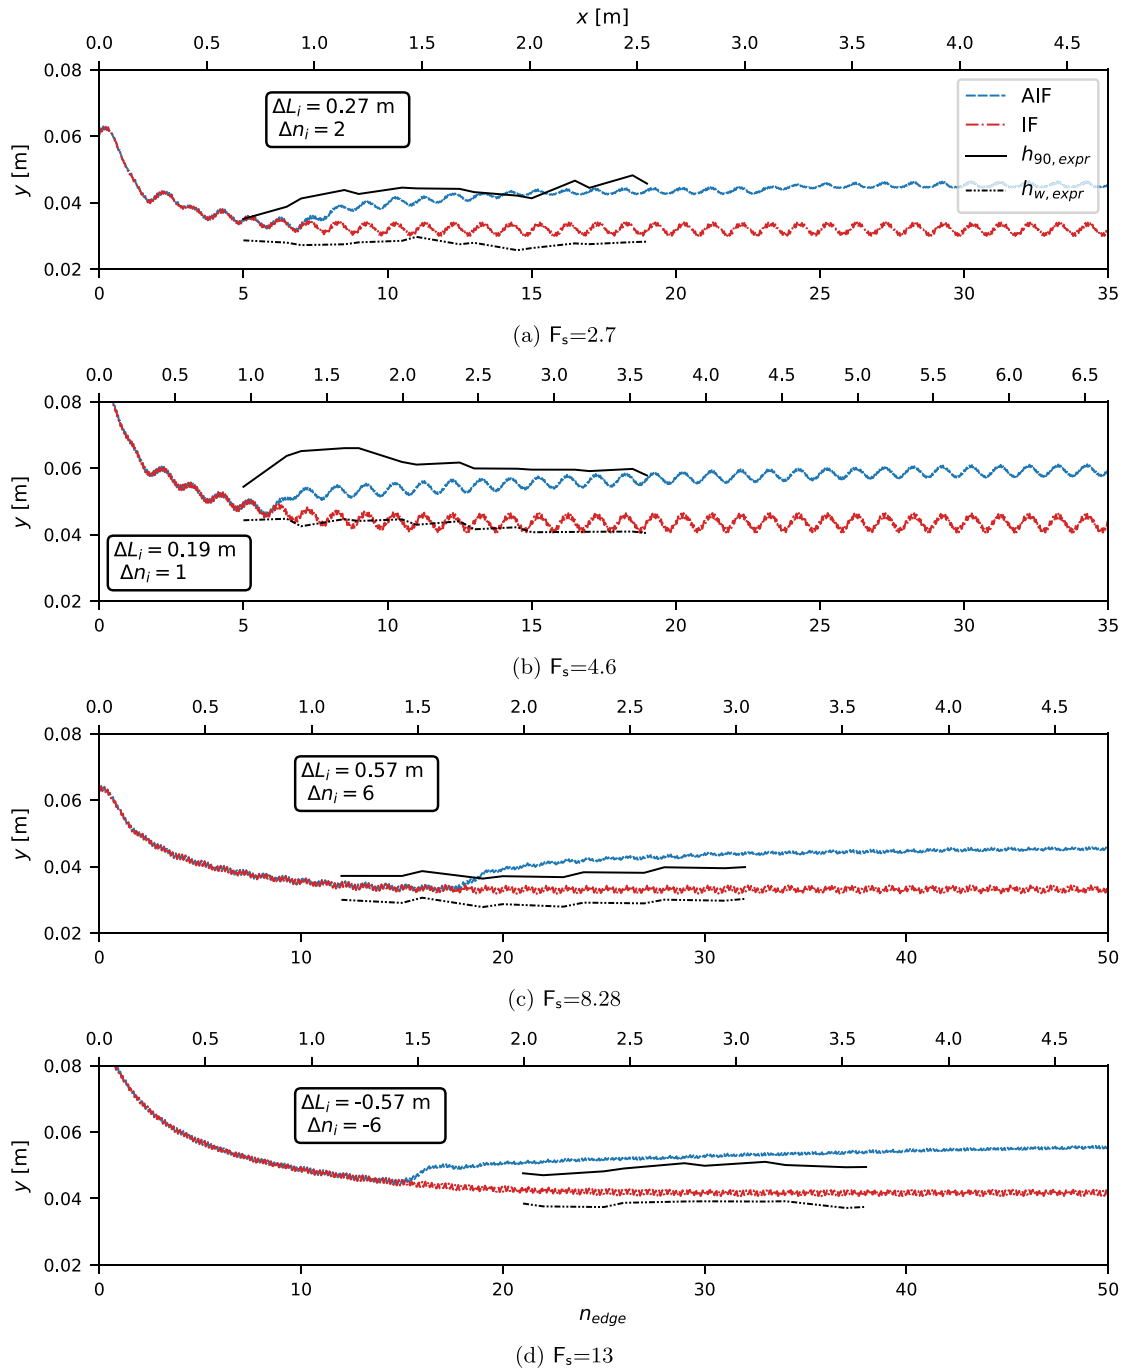 x [m]
0.0 0.5 1.0 1.5 2.0 2.5 3.0 3.5 4.0 4.5
0.08
0.06
0.04
0.02
y [m]
ΔL_i = 0.27 m
Δn_i = 2
AIF
IF
h_90,expr
h_w,expr
0 5 10 15 20 25 30 35
(a) F_s=2.7
0.0 0.5 1.0 1.5 2.0 2.5 3.0 3.5 4.0 4.5 5.0 5.5 6.0 6.5
0.08
0.06
0.04
0.02
y [m]
ΔL_i = 0.19 m
Δn_i = 1
0 5 10 15 20 25 30 35
(b) F_s=4.6
0.0 0.5 1.0 1.5 2.0 2.5 3.0 3.5 4.0 4.5
0.08
0.06
0.04
0.02
y [m]
ΔL_i = 0.57 m
Δn_i = 6
0 10 20 30 40 50
(c) F_s=8.28
0.0 0.5 1.0 1.5 2.0 2.5 3.0 3.5 4.0 4.5
0.08
0.06
0.04
0.02
y [m]
ΔL_i = -0.57 m
Δn_i = -6
0 10 20 30 40 50
n_edge
(d) F_s=13